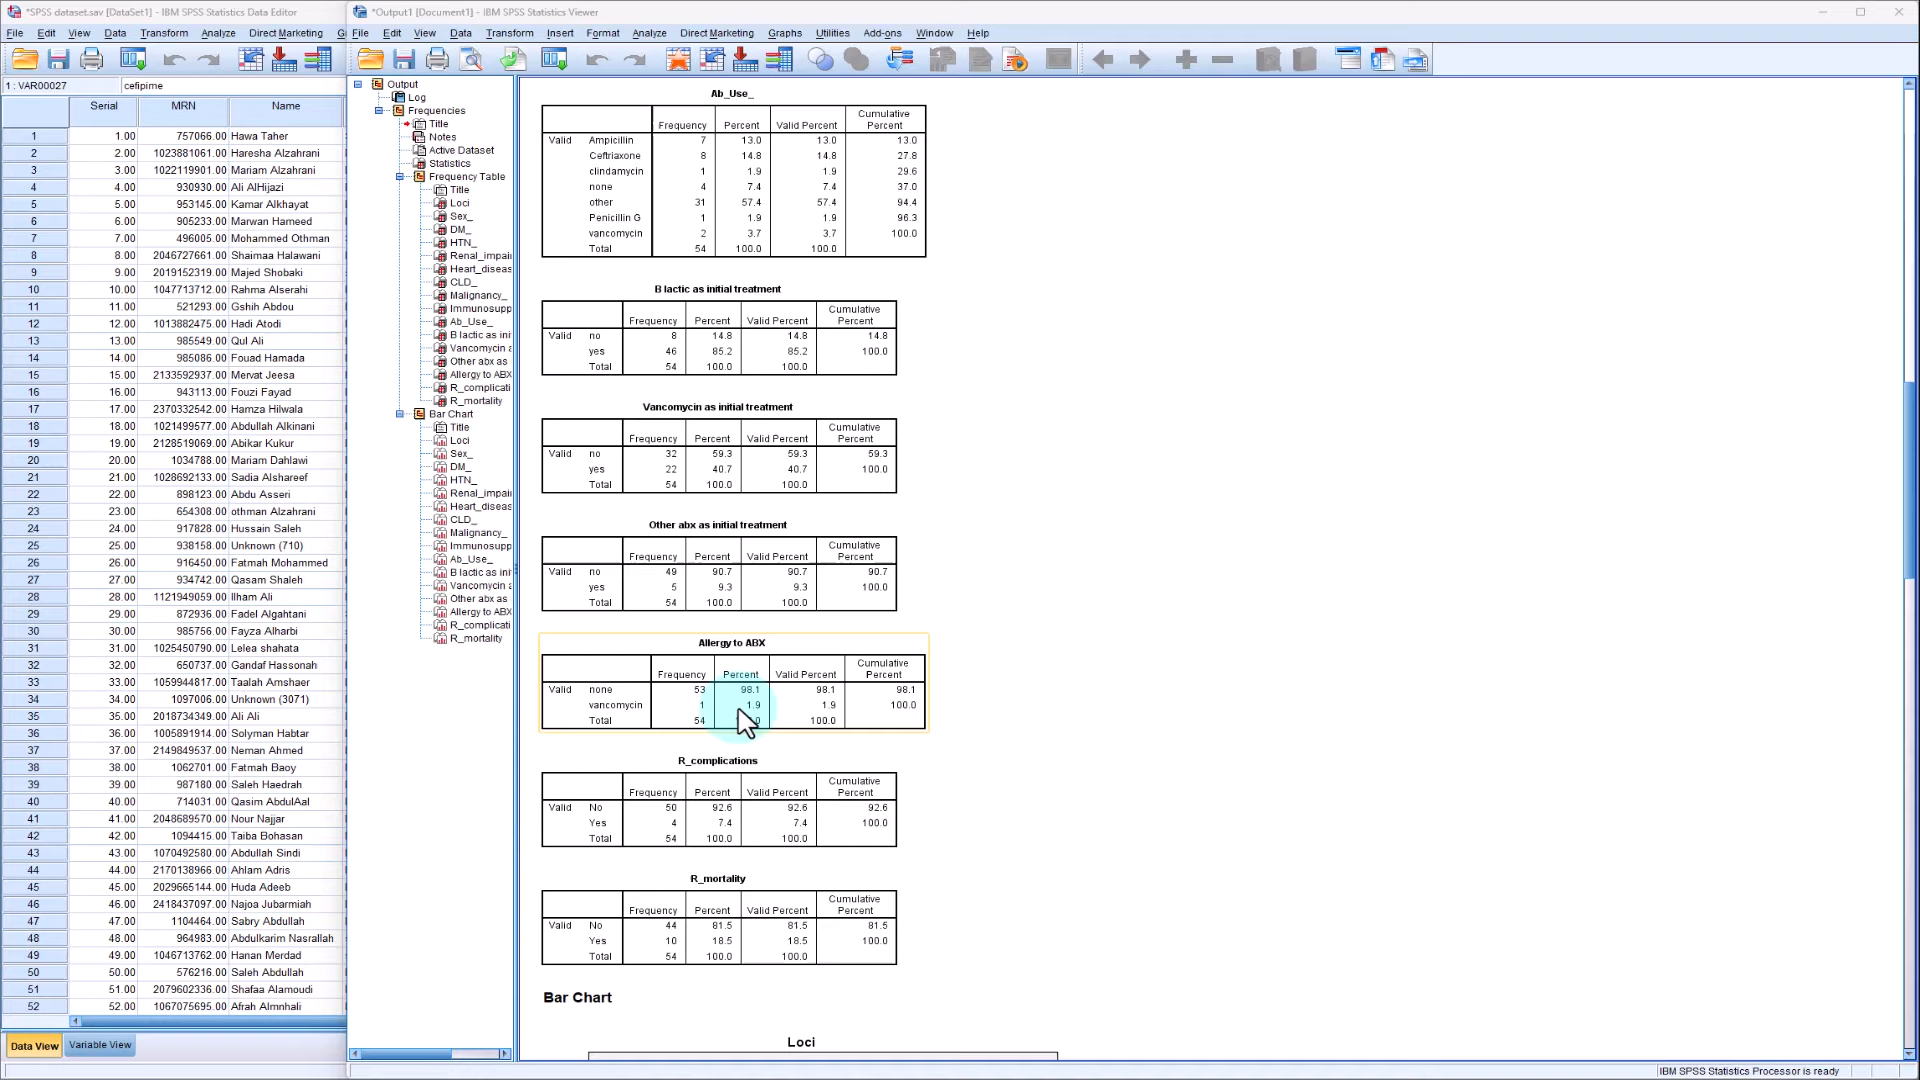 *SPSS dataset.sav [DataSet1] - IBM SPSS Statistics Data Editor
File Edit View Data Transform Analyze Direct Marketing
1 : VAR00027 cefipime
Serial MRN Name
1 1.00 757066.00 Hawa Taher
2 2.00 1023881061.00 Haresha Alzahrani
3 3.00 1022119901.00 Mariam Alzahrani
4 4.00 930930.00 Ali AlHijazi
5 5.00 953145.00 Kamar Alkhayat
6 6.00 905233.00 Marwan Hameed
7 7.00 496005.00 Mohammed Othman
8 8.00 2046727661.00 Shaimaa Halawani
9 9.00 2019152319.00 Majed Shobaki
10 10.00 1047713712.00 Rahma Alserahi
11 11.00 521293.00 Gshih Abdou
12 12.00 1013882475.00 Hadi Atodi
13 13.00 985549.00 Qul Ali
14 14.00 985086.00 Fouad Hamada
15 15.00 2133592937.00 Mervat Jeesa
16 16.00 943113.00 Fouzi Fayad
17 17.00 2370332542.00 Hamza Hilwala
18 18.00 1021499577.00 Abdullah Alkinani
19 19.00 2128519069.00 Abikar Kukur
20 20.00 1034788.00 Mariam Dahlawi
21 21.00 1028692133.00 Sadia Alshareef
22 22.00 898123.00 Abdu Asseri
23 23.00 654308.00 othman Alzahrani
24 24.00 917828.00 Hussain Saleh
25 25.00 938158.00 Unknown (710)
26 26.00 916450.00 Fatmah Mohammed
27 27.00 934742.00 Qasam Shaleh
28 28.00 1121949059.00 Ilham Ali
29 29.00 872936.00 Fadel Algahtani
30 30.00 985756.00 Fayza Alharbi
31 31.00 1025450790.00 Lelea shahata
32 32.00 650737.00 Gandaf Hassonah
33 33.00 1059944817.00 Taalah Amshaer
34 34.00 1097006.00 Unknown (3071)
35 35.00 2018734349.00 Ali Ali
36 36.00 1005891914.00 Solyman Habtar
37 37.00 2149849537.00 Neman Ahmed
38 38.00 1062701.00 Fatmah Baoy
39 39.00 987180.00 Saleh Haedrah
40 40.00 714031.00 Qasim AbdulAal
41 41.00 2048689570.00 Nour Najjar
42 42.00 1094415.00 Taiba Bohasan
43 43.00 1070492580.00 Abdullah Sindi
44 44.00 2170138966.00 Ahlam Adris
45 45.00 2029665144.00 Huda Adeeb
46 46.00 2418437097.00 Najoa Jubarmiah
47 47.00 1104464.00 Sabry Abdullah
48 48.00 964983.00 Abdulkarim Nasrallah
49 49.00 1046713762.00 Hanan Merdad
50 50.00 576216.00 Saleh Abdullah
51 51.00 2079602336.00 Shafaa Alamoudi
52 52.00 1067075695.00 Afrah Almnhali
Data View Variable View
*Output1 [Document1] - IBM SPSS Statistics Viewer
File Edit View Data Transform Insert Format Analyze Direct Marketing Graphs Utilities Add-ons Window Help
Output
Log
Frequencies
Title
Notes
Active Dataset
Statistics
Frequency Table
Title
Loci
Sex_
DM_
HTN_
Renal_impai
Heart_diseas
CLD_
Malignancy_
Immunosupp
Ab_Use_
B lactic as ini
Vancomycin a
Other abx as
Allergy to ABX
R_complicati
R_mortality
Bar Chart
Title
Loci
Sex_
DM_
HTN_
Renal_impai
Heart_diseas
CLD_
Malignancy_
Immunosupp
Ab_Use_
B lactic as ini
Vancomycin a
Other abx as
Allergy to ABX
R_complicati
R_mortality
Ab_Use_
Frequency Percent Valid Percent Cumulative Percent
Valid Ampicillin 7 13.0 13.0 13.0
Ceftriaxone 8 14.8 14.8 27.8
clindamycin 1 1.9 1.9 29.6
none 4 7.4 7.4 37.0
other 31 57.4 57.4 94.4
Penicillin G 1 1.9 1.9 96.3
vancomycin 2 3.7 3.7 100.0
Total 54 100.0 100.0
B lactic as initial treatment
Frequency Percent Valid Percent Cumulative Percent
Valid no 8 14.8 14.8 14.8
yes 46 85.2 85.2 100.0
Total 54 100.0 100.0
Vancomycin as initial treatment
Frequency Percent Valid Percent Cumulative Percent
Valid no 32 59.3 59.3 59.3
yes 22 40.7 40.7 100.0
Total 54 100.0 100.0
Other abx as initial treatment
Frequency Percent Valid Percent Cumulative Percent
Valid no 49 90.7 90.7 90.7
yes 5 9.3 9.3 100.0
Total 54 100.0 100.0
Allergy to ABX
Frequency Percent Valid Percent Cumulative Percent
Valid none 53 98.1 98.1 98.1
vancomycin 1 1.9 1.9 100.0
Total 54 100.0
R_complications
Frequency Percent Valid Percent Cumulative Percent
Valid No 50 92.6 92.6 92.6
Yes 4 7.4 7.4 100.0
Total 54 100.0 100.0
R_mortality
Frequency Percent Valid Percent Cumulative Percent
Valid No 44 81.5 81.5 81.5
Yes 10 18.5 18.5 100.0
Total 54 100.0 100.0
Bar Chart
Loci
IBM SPSS Statistics Processor is ready